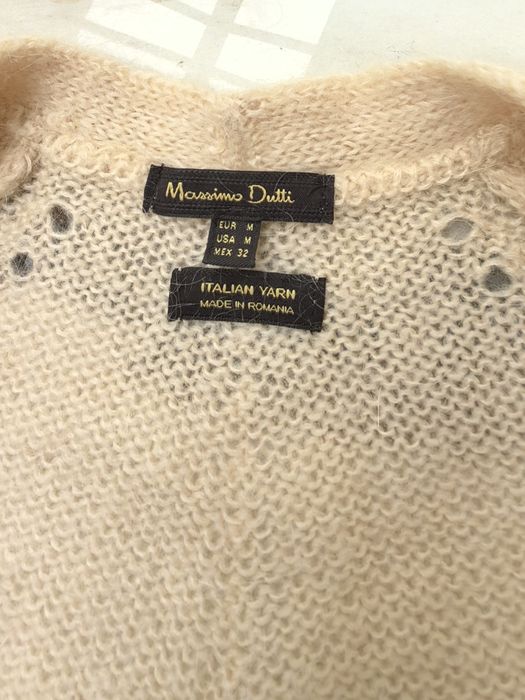 Massimo Dutti
EUR M
USA M
MEX 32
ITALIAN YARN
MADE IN ROMANIA